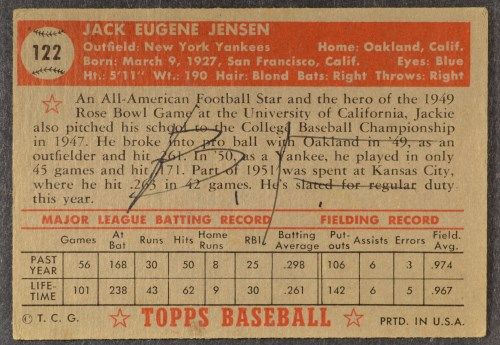 122
JACK EUGENE JENSEN
Outfield: New York Yankees Home: Oakland, Calif.
Born: March 9, 1927, San Francisco, Calif. Eyes: Blue
Ht.: 5'11" Wt.: 190 Hair: Blond Bats: Right Throws: Right
An All-American Football Star and the hero of the 1949
Rose Bowl Game at the University of California, Jackie
also pitched his school to the College Baseball Championship
in 1947. He broke into pro ball with Oakland in '49, as an
outfielder and hit .261. In '50, as a Yankee, he played in only
45 games and hit .171. Part of 1951 was spent at Kansas City,
where he hit .263 in 42 games. He's slated for regular duty
this year.
MAJOR LEAGUE BATTING RECORD FIELDING RECORD
Games At Bat Runs Hits Home Runs RBI Batting Average Put-outs Assists Errors Field. Avg.
PAST YEAR 56 168 30 50 8 25 .298 106 6 3 .974
LIFE-TIME 101 238 43 62 9 30 .261 142 6 5 .967
© T. C. G. ☆ TOPPS BASEBALL ☆ PRTD. IN U.S.A.